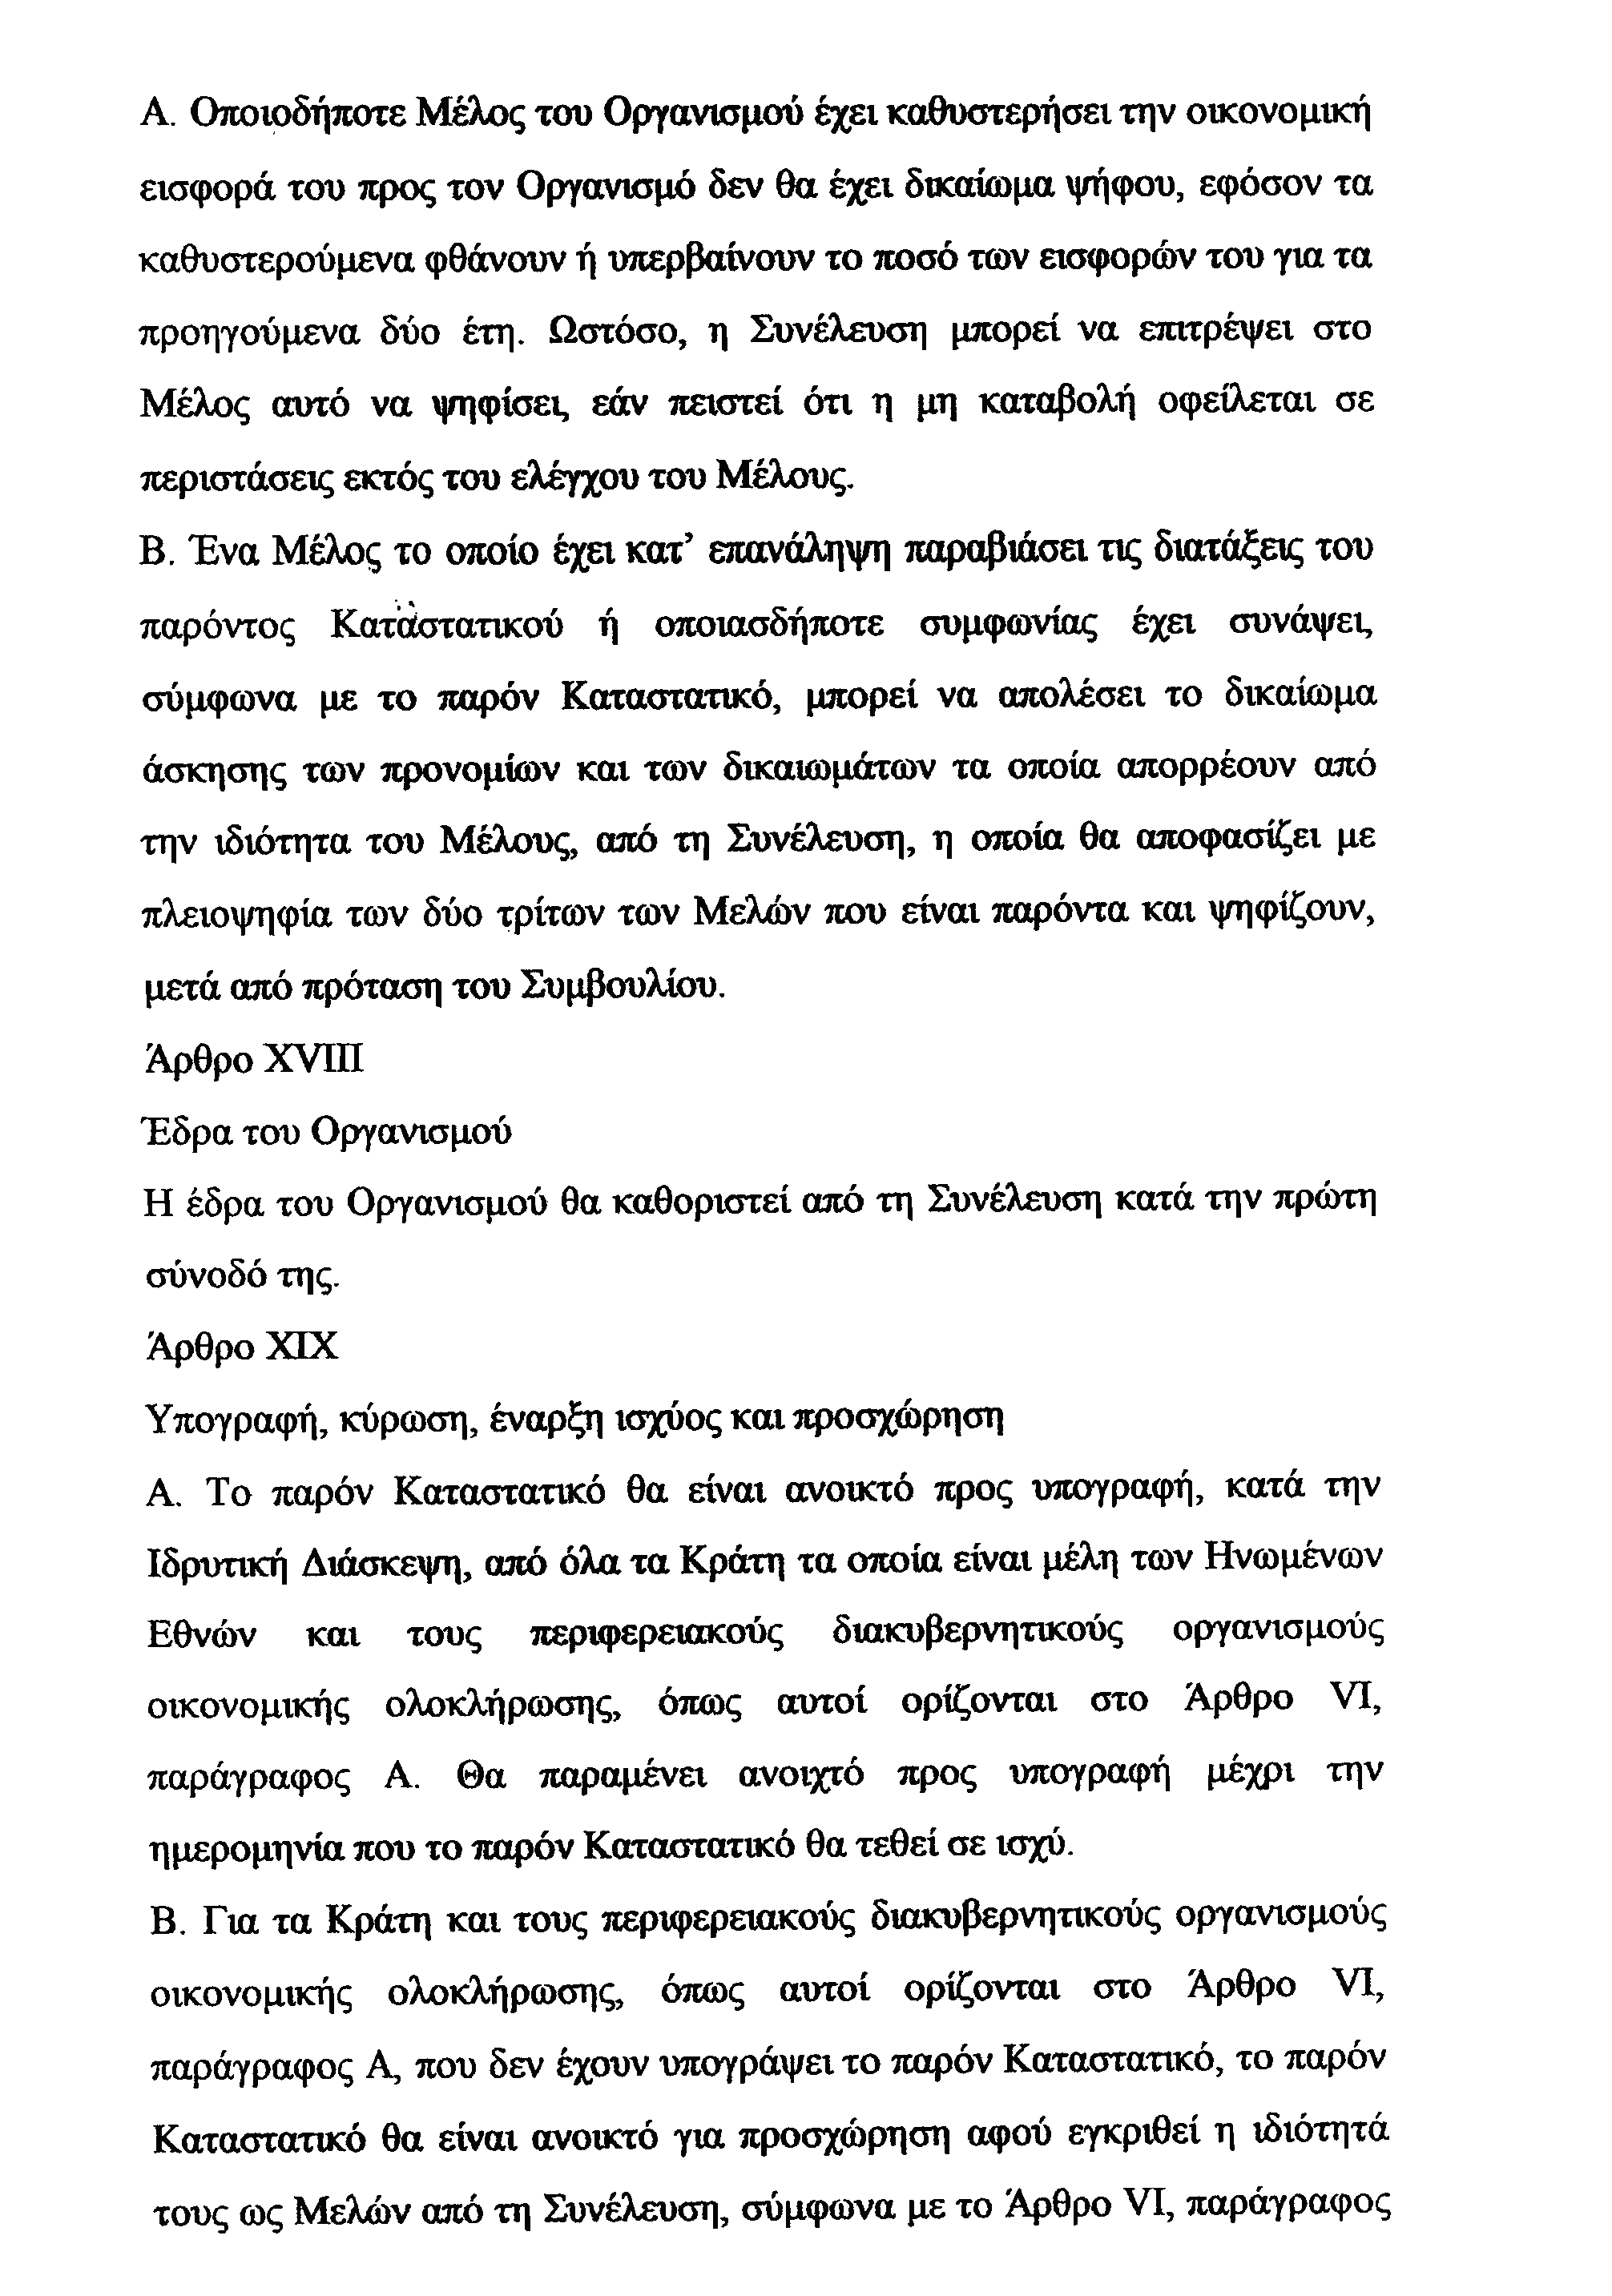 Α. Οποιοδήποτε Μέλος του Οργανισμού έχει καθυστερήσει την οικονομική
εισφορά του προς τον Οργανισμό δεν θα έχει δικαίωμα ψήφου, εφόσον τα
καθυστερούμενα φθάνουν ή υπερβαίνουν το ποσό των εισφορών του για τα
προηγούμενα δύο έτη. Ωστόσο, η Συνέλευση μπορεί να επιτρέψει στο
Μέλος αυτό να ψηφίσει, εάν πειστεί ότι η μη καταβολή οφείλεται σε
περιστάσεις εκτός του ελέγχου του Μέλους.
Β. Ένα Μέλος το οποίο έχει κατ’ επανάληψη παραβιάσει τις διατάξεις του
παρόντος Καταστατικού ή οποιασδήποτε συμφωνίας έχει συνάψει,
σύμφωνα με το παρόν Καταστατικό, μπορεί να απολέσει το δικαίωμα
άσκησης των προνομίων και των δικαιωμάτων τα οποία απορρέουν από
την ιδιότητα του Μέλους, από τη Συνέλευση, η οποία θα αποφασίζει με
πλειοψηφία των δύο τρίτων των Μελών που είναι παρόντα και ψηφίζουν,
μετά από πρόταση του Συμβουλίου.
Άρθρο XVIII
Έδρα του Οργανισμού
Η έδρα του Οργανισμού θα καθοριστεί από τη Συνέλευση κατά την πρώτη
σύνοδό της.
Άρθρο XIX
Υπογραφή, κύρωση, έναρξη ισχύος και προσχώρηση
Α. Το παρόν Καταστατικό θα είναι ανοικτό προς υπογραφή, κατά την
Ιδρυτική Διάσκεψη, από όλα τα Κράτη τα οποία είναι μέλη των Ηνωμένων
Εθνών και τους περιφερειακούς διακυβερνητικούς οργανισμούς
οικονομικής ολοκλήρωσης, όπως αυτοί ορίζονται στο Άρθρο VI,
παράγραφος Α. Θα παραμένει ανοιχτό προς υπογραφή μέχρι την
ημερομηνία που το παρόν Καταστατικό θα τεθεί σε ισχύ.
Β. Για τα Κράτη και τους περιφερειακούς διακυβερνητικούς οργανισμούς
οικονομικής ολοκλήρωσης, όπως αυτοί ορίζονται στο Άρθρο VI,
παράγραφος Α, που δεν έχουν υπογράψει το παρόν Καταστατικό, το παρόν
Καταστατικό θα είναι ανοικτό για προσχώρηση αφού εγκριθεί η ιδιότητά
τους ως Μελών από τη Συνέλευση, σύμφωνα με το Άρθρο VI, παράγραφος